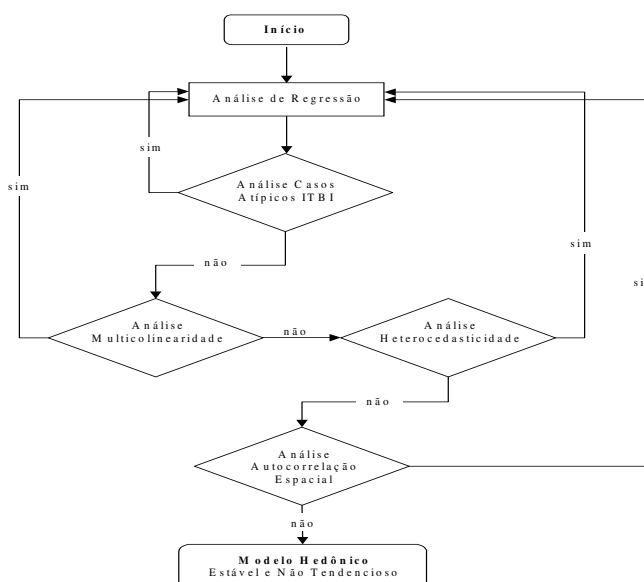 Início
Análise de Regressão
sim
Análise Casos
Atípicos ITBI
sim
não
sim
Análise
Multicolinearidade
não
Análise
Heterocedasticidade
não
Análise
Autocorrelação
Espacial
não
Modelo Hedônico
Estável e Não Tendencioso